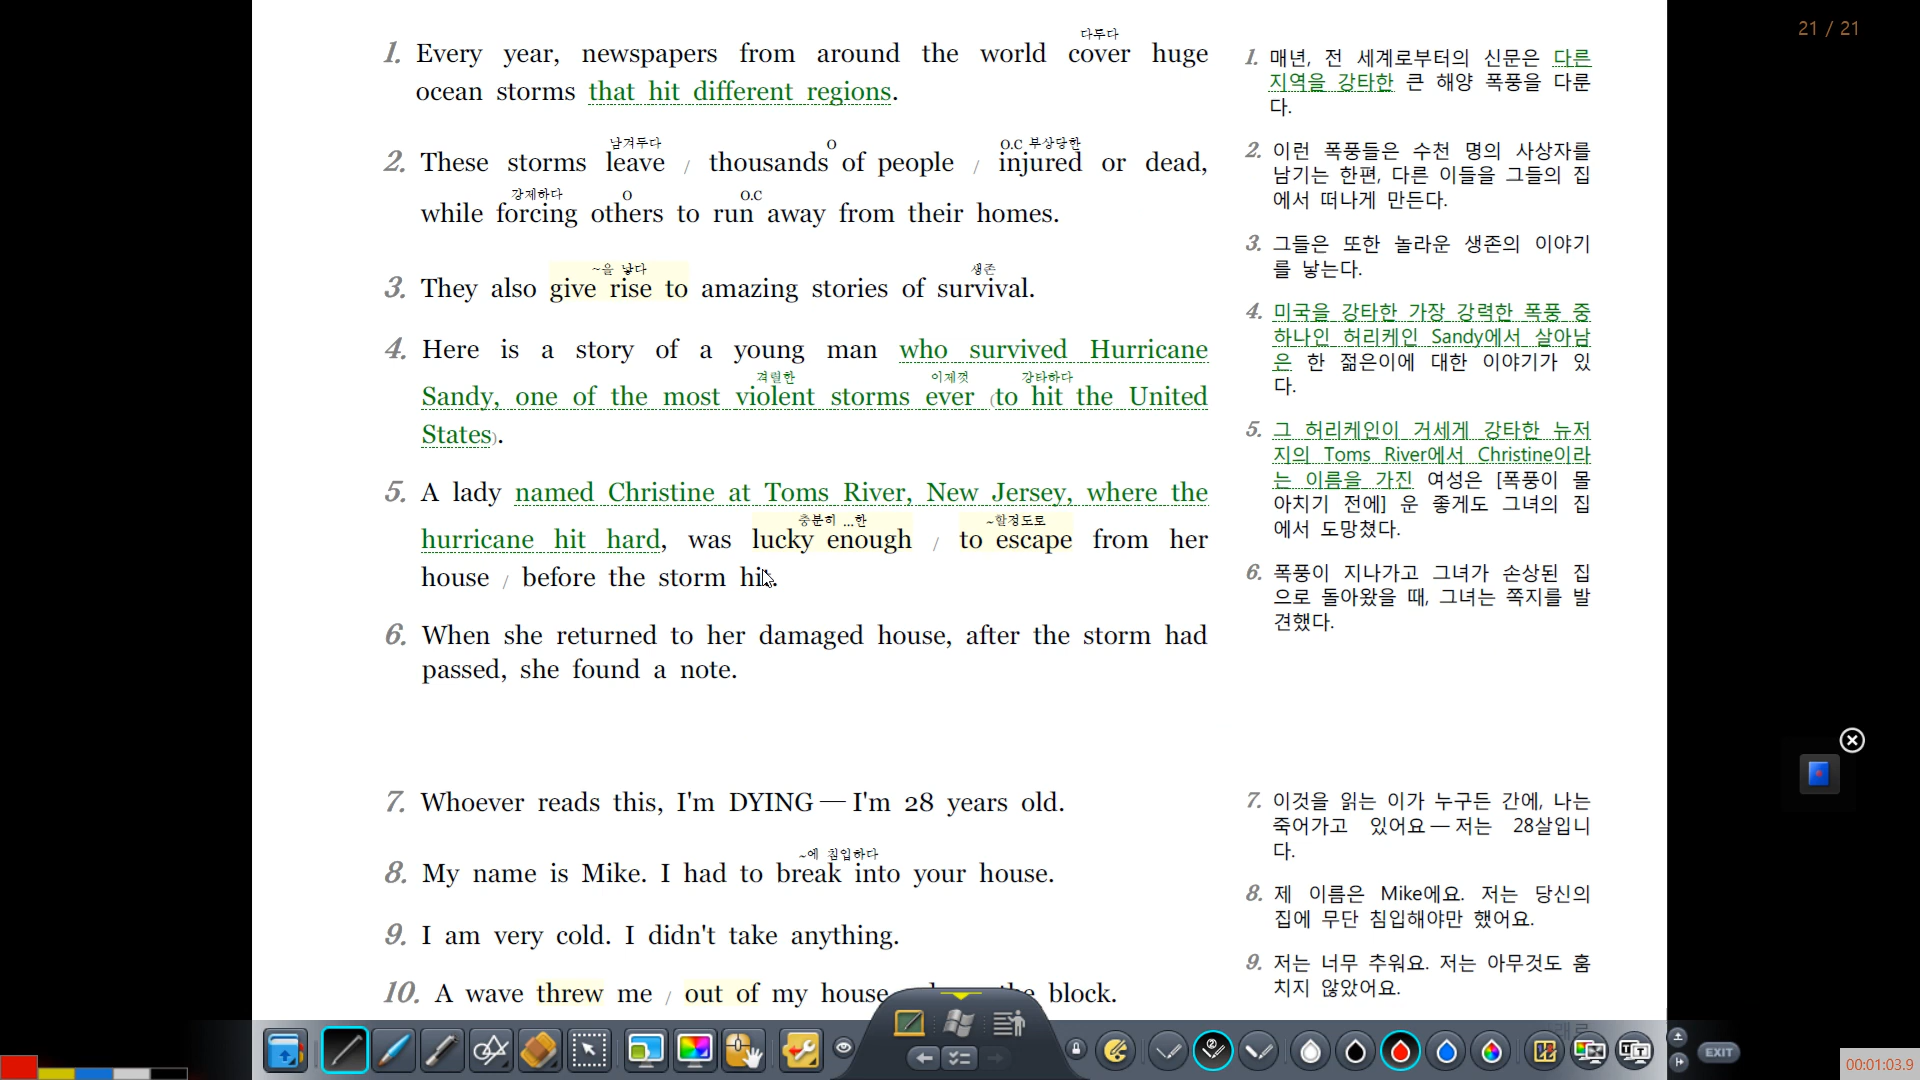 21 / 21
다루다
1. Every year, newspapers from around the world cover huge
ocean storms that hit different regions.
남겨두다 O O.C 부상당한
2. These storms leave / thousands of people / injured or dead,
강제하다 O O.C
while forcing others to run away from their homes.
~을 낳다 생존
3. They also give rise to amazing stories of survival.
4. Here is a story of a young man who survived Hurricane
격렬한 이제껏 강타하다
Sandy, one of the most violent storms ever (to hit the United
States).
5. A lady named Christine at Toms River, New Jersey, where the
충분히 ...한 ~할정도로
hurricane hit hard, was lucky enough / to escape from her
house / before the storm hit.
6. When she returned to her damaged house, after the storm had
passed, she found a note.
7. Whoever reads this, I'm DYING — I'm 28 years old.
~에 침입하다
8. My name is Mike. I had to break into your house.
9. I am very cold. I didn't take anything.
10. A wave threw me / out of my house block.
1. 매년, 전 세계로부터의 신문은 다른
지역을 강타한 큰 해양 폭풍을 다룬
다.
2. 이런 폭풍들은 수천 명의 사상자를
남기는 한편, 다른 이들을 그들의 집
에서 떠나게 만든다.
3. 그들은 또한 놀라운 생존의 이야기
를 낳는다.
4. 미국을 강타한 가장 강력한 폭풍 중
하나인 허리케인 Sandy에서 살아남
은 한 젊은이에 대한 이야기가 있
다.
5. 그 허리케인이 거세게 강타한 뉴저
지의 Toms River에서 Christine이라
는 이름을 가진 여성은 [폭풍이 몰
아치기 전에] 운 좋게도 그녀의 집
에서 도망쳤다.
6. 폭풍이 지나가고 그녀가 손상된 집
으로 돌아왔을 때, 그녀는 쪽지를 발
견했다.
7. 이것을 읽는 이가 누구든 간에, 나는
죽어가고 있어요 — 저는 28살입니
다.
8. 제 이름은 Mike에요. 저는 당신의
집에 무단 침입해야만 했어요.
9. 저는 너무 추워요. 저는 아무것도 훔
치지 않았어요.
EXIT
00:01:03.9